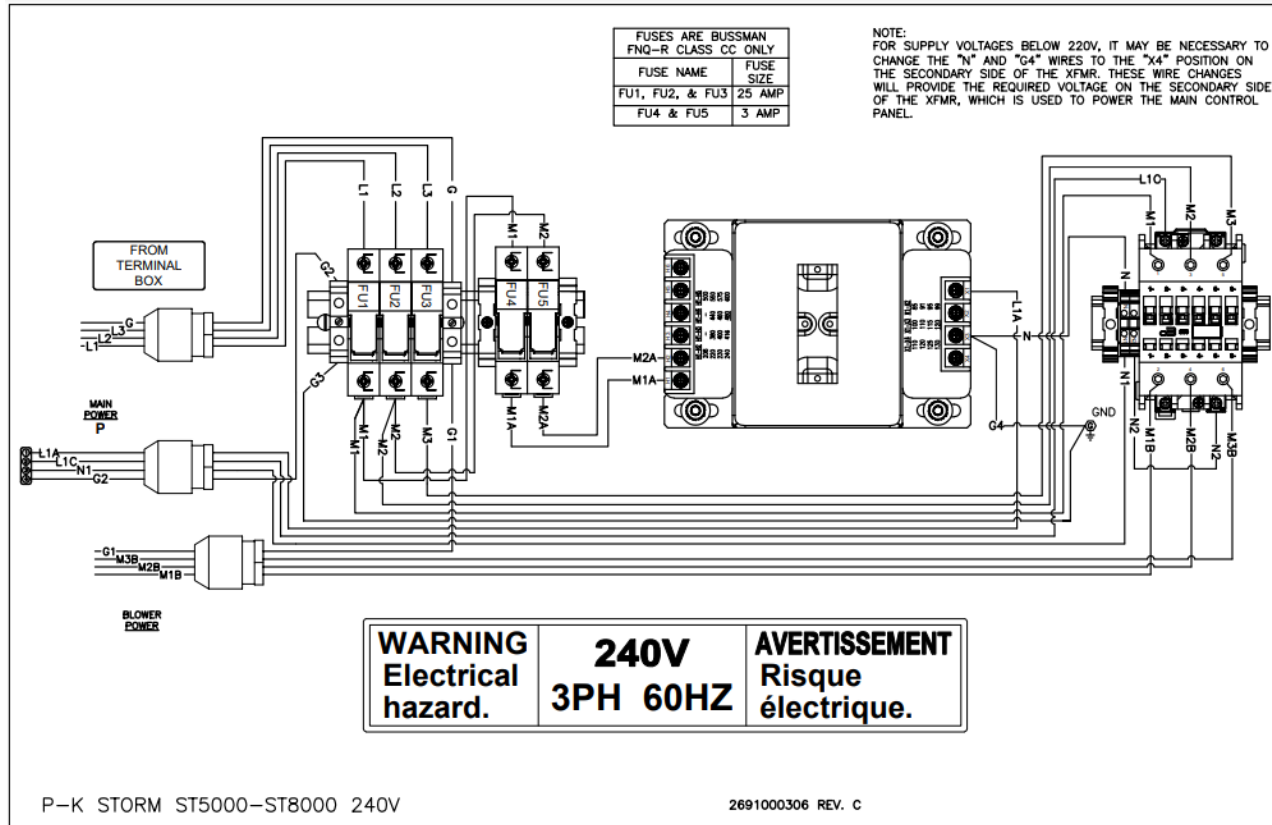 FUSES ARE BUSSMAN
FNQ-R CLASS CC ONLY
FUSE NAME
FUSE
SIZE
FU1, FU2, & FU3
25 AMP
FU4 & FU5
3 AMP
NOTE:
FOR SUPPLY VOLTAGES BELOW 220V, IT MAY BE NECESSARY TO
CHANGE THE "N" AND "G4" WIRES TO THE "X4" POSITION ON
THE SECONDARY SIDE OF THE XFMR. THESE WIRE CHANGES
WILL PROVIDE THE REQUIRED VOLTAGE ON THE SECONDARY SIDE
OF THE XFMR, WHICH IS USED TO POWER THE MAIN CONTROL
PANEL.
L1
L2
L3
G
M1
M2
L1C
M1
M2
M3
FROM
TERMINAL
BOX
G2
FU1
FU2
FU3
FU4
FU5
L1A
N
N
G
L3
L2
L1
M2A
M1A
G3
MAIN
POWER
P
M1
M1
M2
M2
M3
G1
M1A
M2A
G4
GND
G
N1
N2
M1B
M2B
N2
M3B
L1A
L1C
N1
G2
G1
M3B
M2B
M1B
BLOWER
POWER
WARNING
Electrical
hazard.
240V
3PH 60HZ
AVERTISSEMENT
Risque
électrique.
P-K STORM ST5000-ST8000 240V
2691000306 REV. C